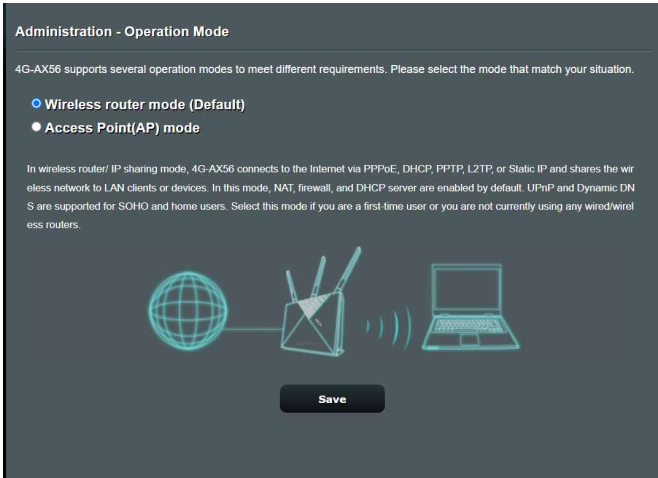 Administration - Operation Mode
4G-AX56 supports several operation modes to meet different requirements. Please select the mode that match your situation.
Wireless router mode (Default)
Access Point(AP) mode
In wireless router/ IP sharing mode, 4G-AX56 connects to the Internet via PPPoE, DHCP, PPTP, L2TP, or Static IP and shares the wir
eless network to LAN clients or devices. In this mode, NAT, firewall, and DHCP server are enabled by default. UPnP and Dynamic DN
S are supported for SOHO and home users. Select this mode if you are a first-time user or you are not currently using any wired/wirel
ess routers.
Save